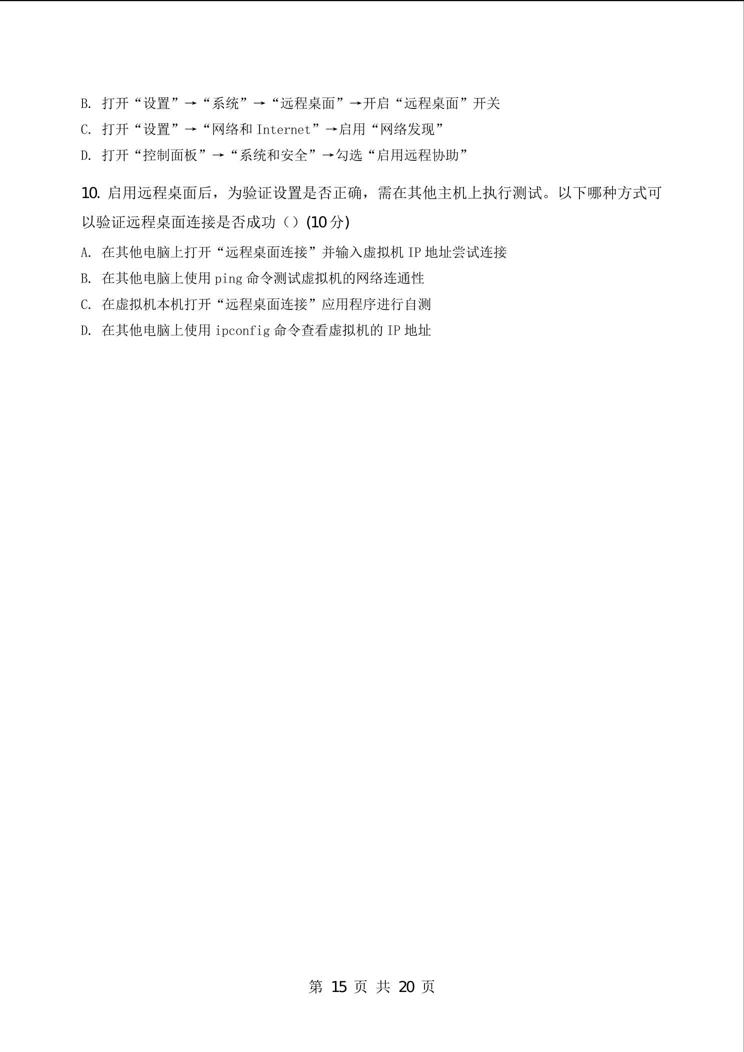 B. 打开“设置”→“系统”→“远程桌面”→开启“远程桌面”开关
C. 打开“设置”→“网络和 Internet”→启用“网络发现”
D. 打开“控制面板”→“系统和安全”→勾选“启用远程协助”
10. 启用远程桌面后，为验证设置是否正确，需在其他主机上执行测试。以下哪种方式可
以验证远程桌面连接是否成功（）(10 分)
A. 在其他电脑上打开“远程桌面连接”并输入虚拟机 IP 地址尝试连接
B. 在其他电脑上使用 ping 命令测试虚拟机的网络连通性
C. 在虚拟机本机打开“远程桌面连接”应用程序进行自测
D. 在其他电脑上使用 ipconfig 命令查看虚拟机的 IP 地址
第 15 页 共 20 页